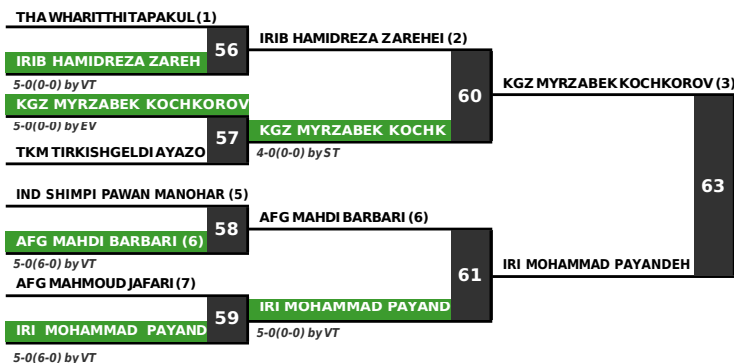 THA WHARITTHITAPAKUL (1)
56
IRIB HAMIDREZA ZAREH
5-0(0-0) by VT
KGZ MYRZABEK KOCHKOROV
5-0(0-0) by EV
57
TKM TIRKISHGELDI AYAZO
IND SHIMPI PAWAN MANOHAR (5)
58
AFG MAHDI BARBARI (6)
5-0(6-0) by VT
AFG MAHMOUD JAFARI (7)
59
IRI MOHAMMAD PAYAND
5-0(6-0) by VT
IRIB HAMIDREZA ZAREHEI (2)
60
KGZ MYRZABEK KOCHK
4-0(0-0) by ST
AFG MAHDI BARBARI (6)
61
IRI MOHAMMAD PAYAND
5-0(0-0) by VT
KGZ MYRZABEK KOCHKOROV (3)
63
IRI MOHAMMAD PAYANDEH